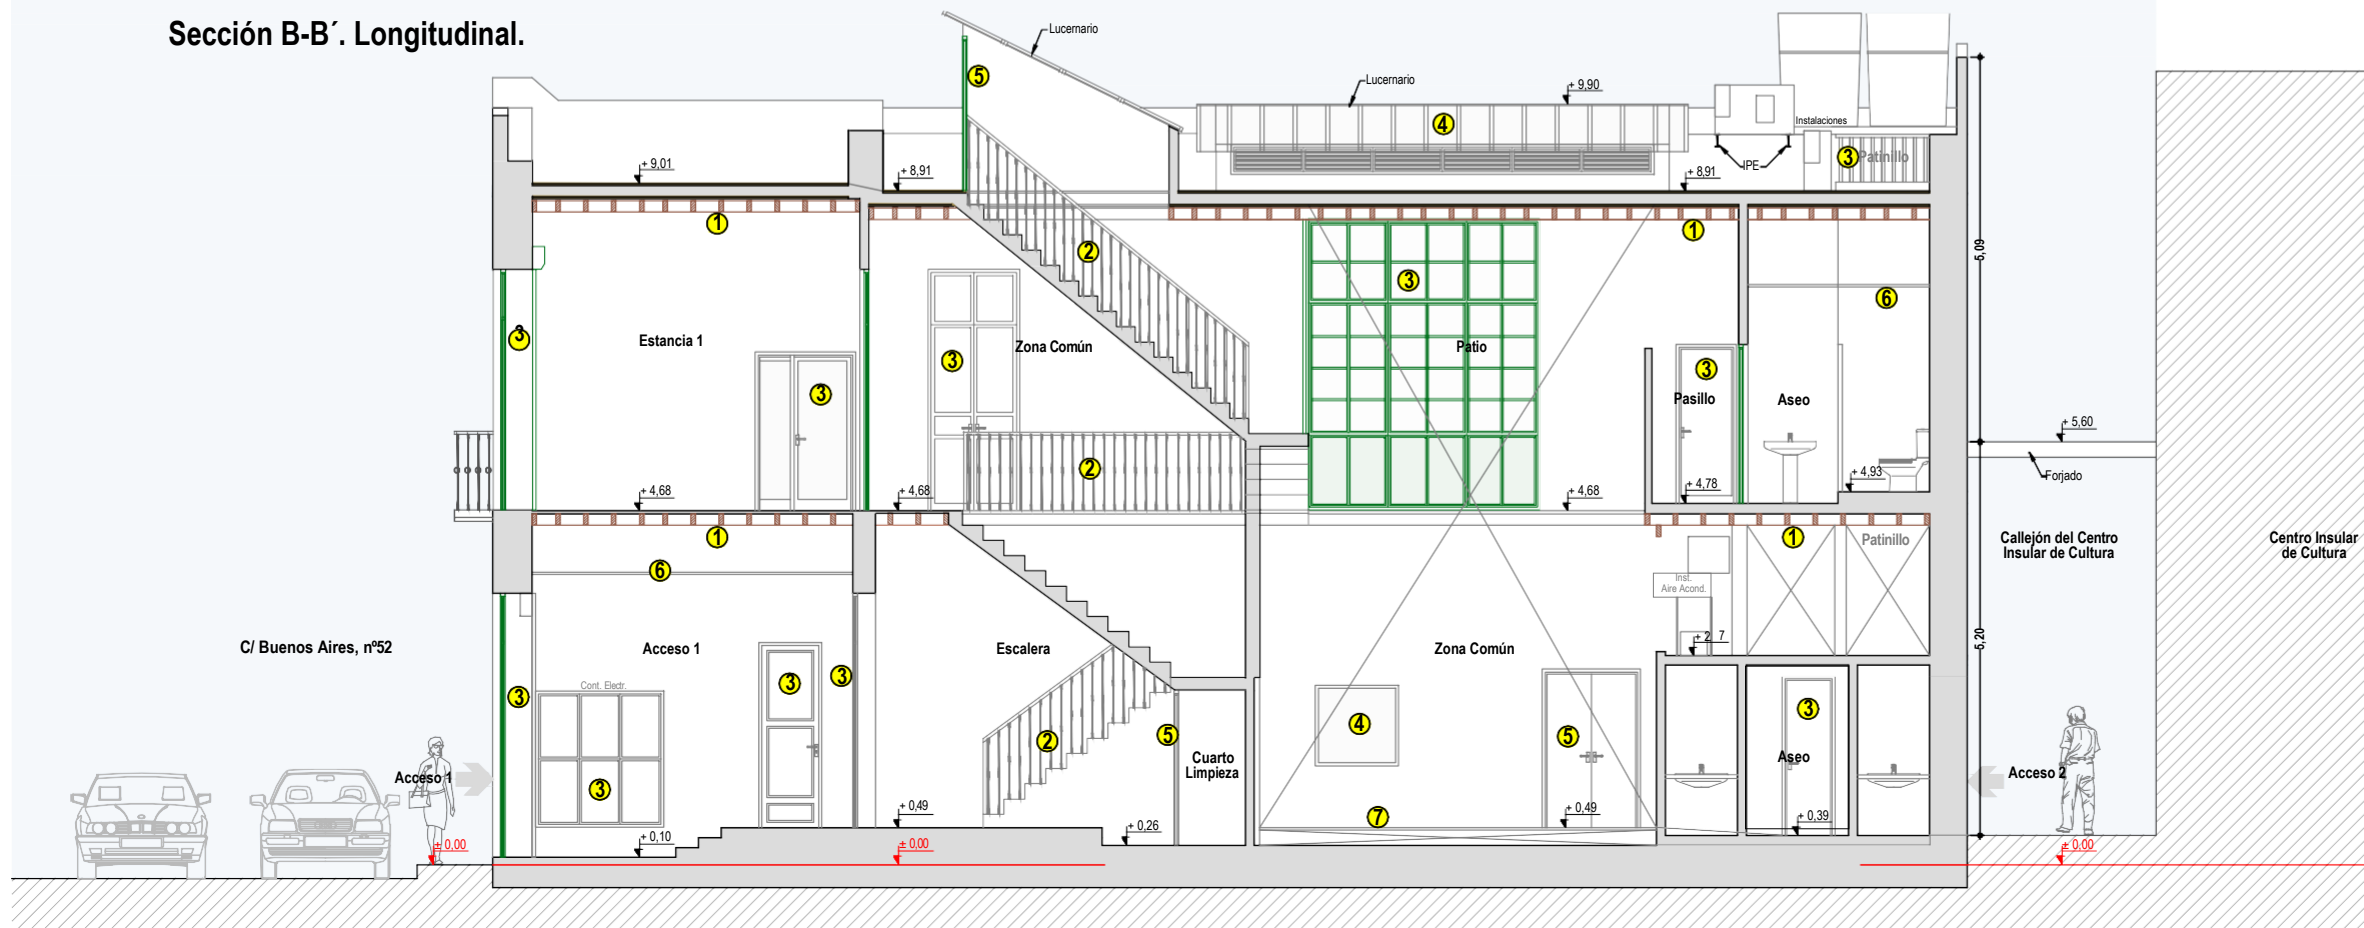 Sección B-B´. Longitudinal.
Lucernario
Lucernario
+ 9,90
5
4
Instalaciones
IPE
3
Patinillo
+ 9,01
+ 8,91
+ 8,91
1
1
2
3
5,09
6
3
Estancia 1
3
Zona Común
3
Patio
3
Pasillo
Aseo
2
+ 5,60
Forjado
+ 4,68
+ 4,68
+ 4,68
+ 4,78
+ 4,93
1
6
1
Patinillo
Callejón del Centro
Insular de Cultura
Centro Insular
de Cultura
Inst.
Aire Acond.
C/ Buenos Aires, nº52
Acceso 1
Escalera
Zona Común
5,20
3
Cont. Electr.
3
3
2
5
4
5
3
Cuarto
Limpieza
Aseo
Acceso 1
Acceso 2
3
7
+ 0,49
+ 0,49
+ 0,39
+ 0,26
+ 0,10
± 0,00
± 0,00
± 0,00